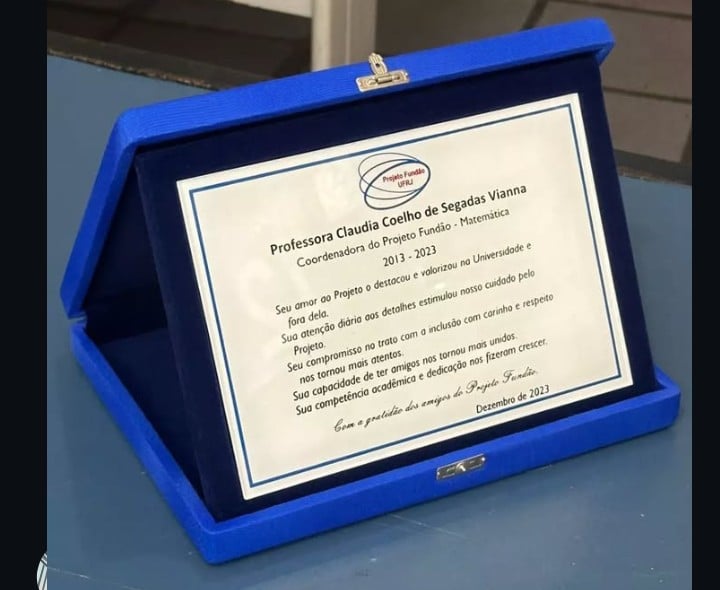 Projeto Fundão
UFRJ
Professora Claudia Coelho de Segadas Vianna
Coordenadora do Projeto Fundão - Matemática
2013 - 2023
Seu amor ao Projeto o destacou e valorizou na Universidade e
fora dela.
Sua atenção diária aos detalhes estimulou nosso cuidado pelo
Projeto.
Seu compromisso no trato com a inclusão com carinho e respeito
nos tornou mais atentos.
Sua capacidade de ter amigos nos tornou mais unidos.
Sua competência acadêmica e dedicação nos fizeram crescer.
Com a gratidão dos amigos do Projeto Fundão.
Dezembro de 2023